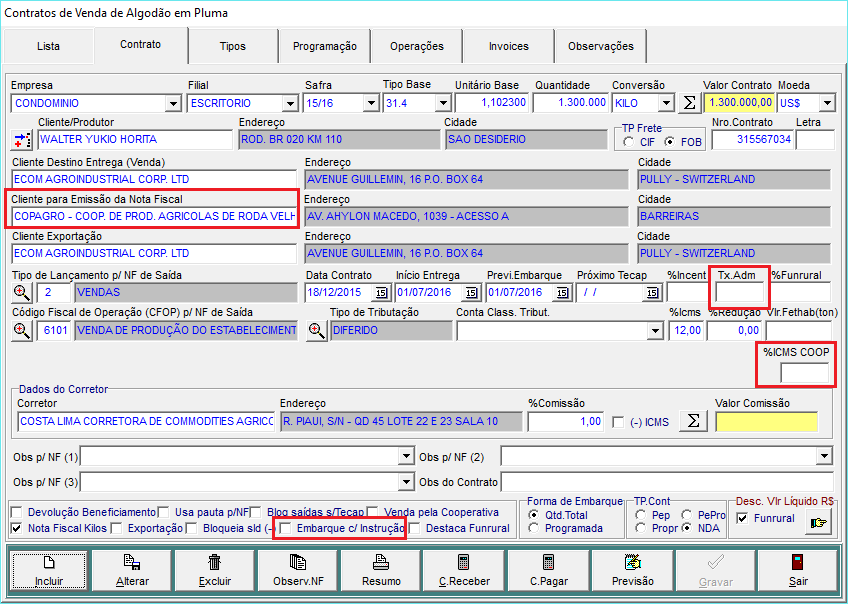 Contratos de Venda de Algodão em Pluma
Lista Contrato Tipos Programação Operações Invoices Observações
Empresa Filial Safra Tipo Base Unitário Base Quantidade Conversão Valor Contrato Moeda
CONDOMINIO ESCRITORIO 15/16 31.4 1,102300 1.300.000 KILO Σ 1.300.000,00 US$
Cliente/Produtor Endereço Cidade TP Frete Nro.Contrato Letra
WALTER YUKIO HORITA ROD. BR 020 KM 110 SAO DESIDERIO CIF FOB 315567034
Cliente Destino Entrega (Venda) Endereço Cidade
ECOM AGROINDUSTRIAL CORP. LTD AVENUE GUILLEMIN, 16 P.O. BOX 64 PULLY - SWITZERLAND
Cliente para Emissão da Nota Fiscal Endereço Cidade
COPAGRO - COOP. DE PROD. AGRICOLAS DE RODA VELH AV. AHYLON MACEDO, 1039 - ACESSO A BARREIRAS
Cliente Exportação Endereço Cidade
ECOM AGROINDUSTRIAL CORP. LTD AVENUE GUILLEMIN, 16 P.O. BOX 64 PULLY - SWITZERLAND
Tipo de Lançamento p/ NF de Saída Data Contrato Início Entrega Previ.Embarque Próximo Tecap %Incent Tx.Adm %Funrural
2 VENDAS 18/12/2015 15 01/07/2016 15 01/07/2016 15 / / 15
Código Fiscal de Operação (CFOP) p/ NF de Saída Tipo de Tributação Conta Class. Tribut. %Icms %Redução Vlr.Fethab(ton)
6101 VENDA DE PRODUÇÃO DO ESTABELECIMENT DIFERIDO 12,00 0,00
%ICMS COOP
Dados do Corretor
Corretor Endereço %Comissão Valor Comissão
COSTA LIMA CORRETORA DE COMMODITIES AGRICO R. PIAUI, S/N - QD 45 LOTE 22 E 23 SALA 10 1,00 (-) ICMS Σ
Obs p/ NF (1) Obs p/ NF (2)
Obs p/ NF (3) Obs do Contrato
Devolução Beneficiamento Usa pauta p/NF Bloq saídas s/Tecap Venda pela Cooperativa
Nota Fiscal Kilos Exportação Bloqueia sld (-) Embarque c/ Instrução Destaca Funrural
Forma de Embarque TP.Cont Desc. Vlr Líquido R$
Qtd.Total Pep PePro Funrural
Programada Propr NDA
Incluir Alterar Excluir Observ.NF Resumo C.Receber C.Pagar Previsão Gravar Sair